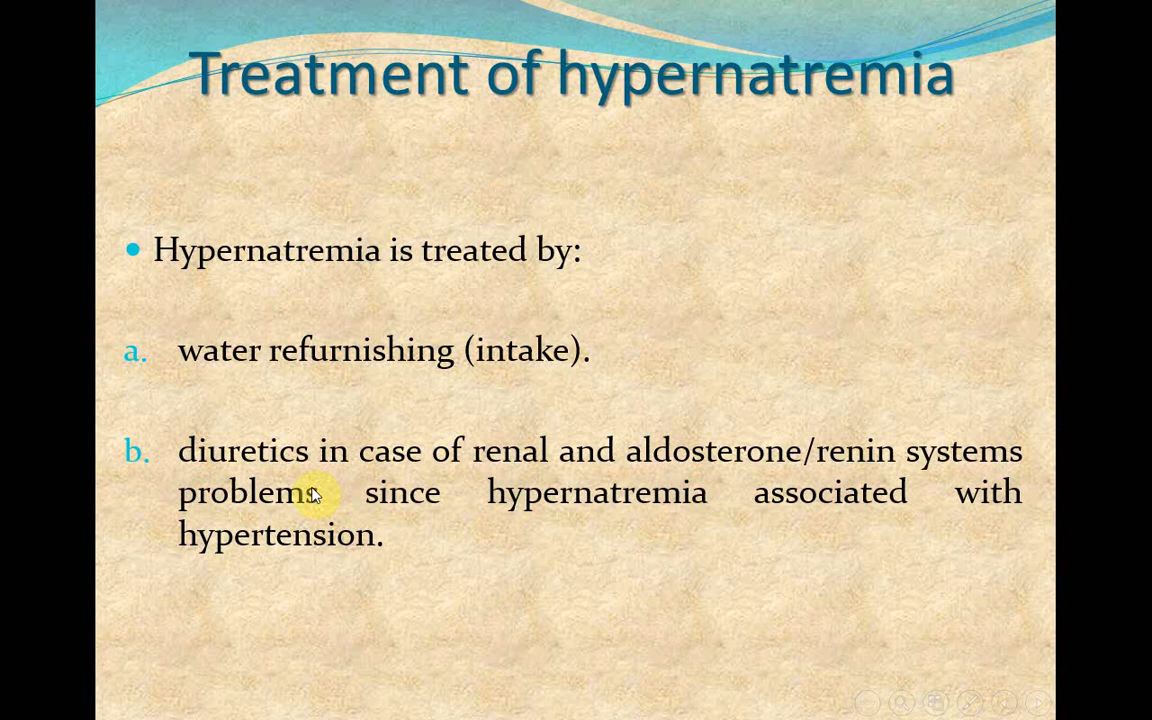 Treatment of hypernatremia
• Hypernatremia is treated by:
a. water refurnishing (intake).
b. diuretics in case of renal and aldosterone/renin systems
problems since hypernatremia associated with
hypertension.